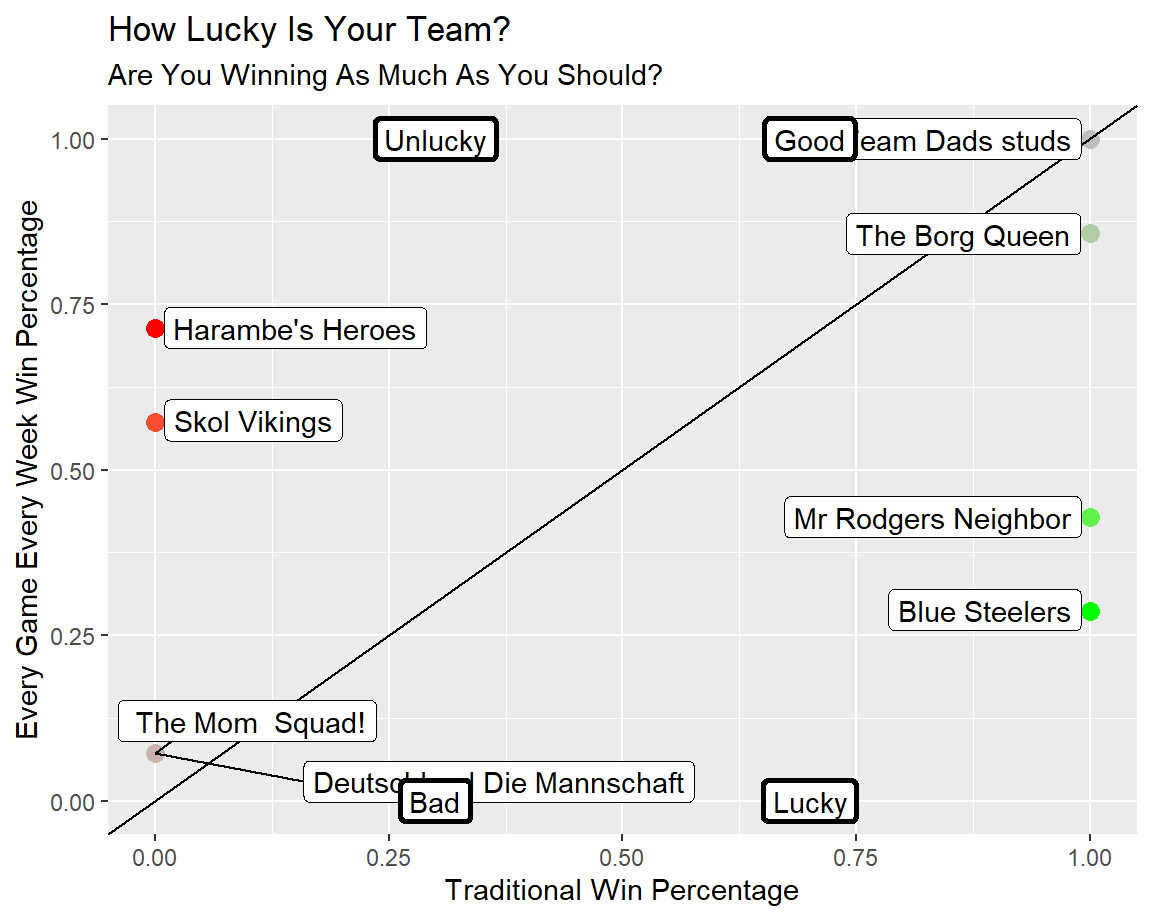 How Lucky Is Your Team?
Are You Winning As Much As You Should?
Every Game Every Week Win Percentage
1.00
0.75
0.50
0.25
0.00
Unlucky
Good
eam Dads studs
The Borg Queen
Harambe's Heroes
Skol Vikings
Mr Rodgers Neighbor
Blue Steelers
The Mom  Squad!
Die Mannschaft
Bad
Lucky
0.00 0.25 0.50 0.75 1.00
Traditional Win Percentage